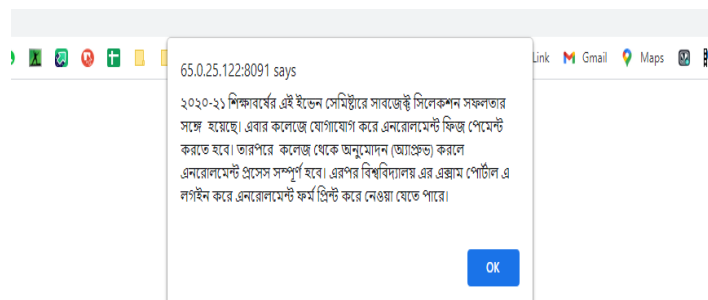 Link Gmail Maps
65.0.25.122:8091 says
২০২০-২১ শিক্ষাবর্ষের এই ইভেন সেমিষ্টারে সাবজেক্ট সিলেকশন সফলতার
সঙ্গে হয়েছে। এবার কলেজে যোগাযোগ করে এনরোলমেন্ট ফিজ পেমেন্ট
করতে হবে। তারপরে কলেজ থেকে অনুমোদন (অ্যাপ্রুভ) করলে
এনরোলমেন্ট প্রসেস সম্পূর্ণ হবে। এরপর বিশ্ববিদ্যালয় এর এক্সাম পোর্টাল এ
লগইন করে এনরোলমেন্ট ফর্ম প্রিন্ট করে নেওয়া যেতে পারে।
OK